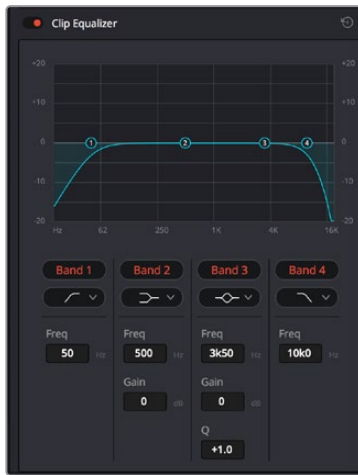 Clip Equalizer
+20 +20
+10 +10
0 0
-10 -10
-20 -20
Hz 62 250 1K 4K 16K
1 2 3 4
Band 1 Band 2 Band 3 Band 4
Freq Freq Freq Freq
50 Hz 500 Hz 3k50 Hz 10k0 Hz
Gain Gain
0 dB 0 dB
Q
+1.0